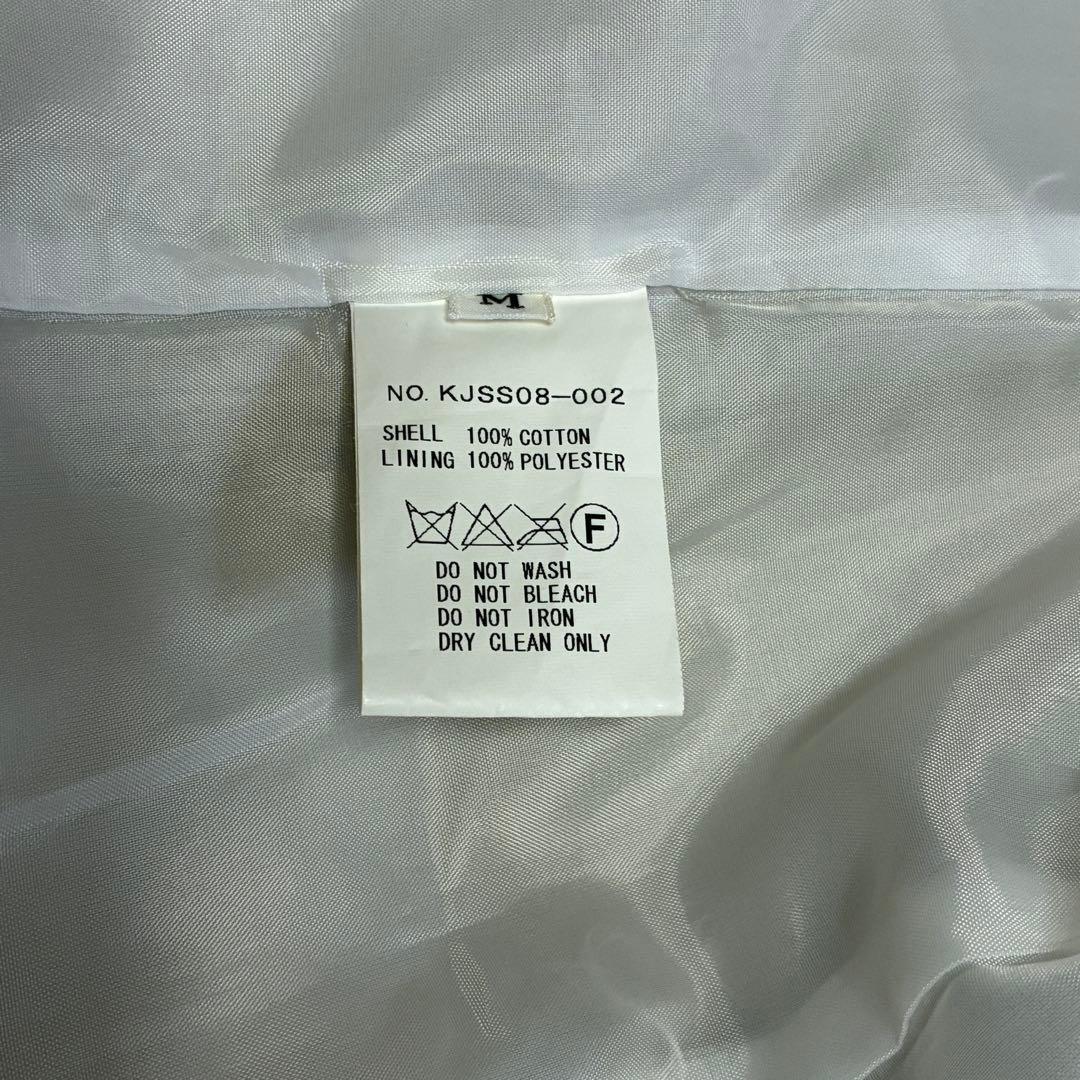 M
NO. KJSS08-002
SHELL 100% COTTON
LINING 100% POLYESTER
F
DO NOT WASH
DO NOT BLEACH
DO NOT IRON
DRY CLEAN ONLY